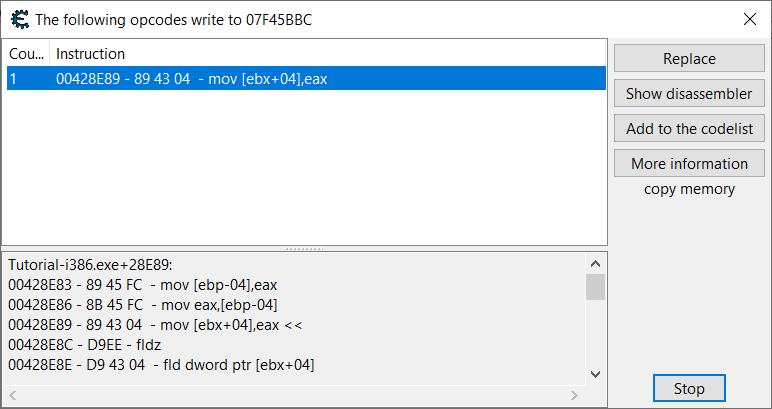 The following opcodes write to 07F45BBC
Cou... Instruction
1 00428E89 - 89 43 04  - mov [ebx+04],eax
Replace
Show disassembler
Add to the codelist
More information
copy memory
Tutorial-i386.exe+28E89:
00428E83 - 89 45 FC  - mov [ebp-04],eax
00428E86 - 8B 45 FC  - mov eax,[ebp-04]
00428E89 - 89 43 04  - mov [ebx+04],eax <<
00428E8C - D9EE - fldz
00428E8E - D9 43 04  - fld dword ptr [ebx+04]
Stop